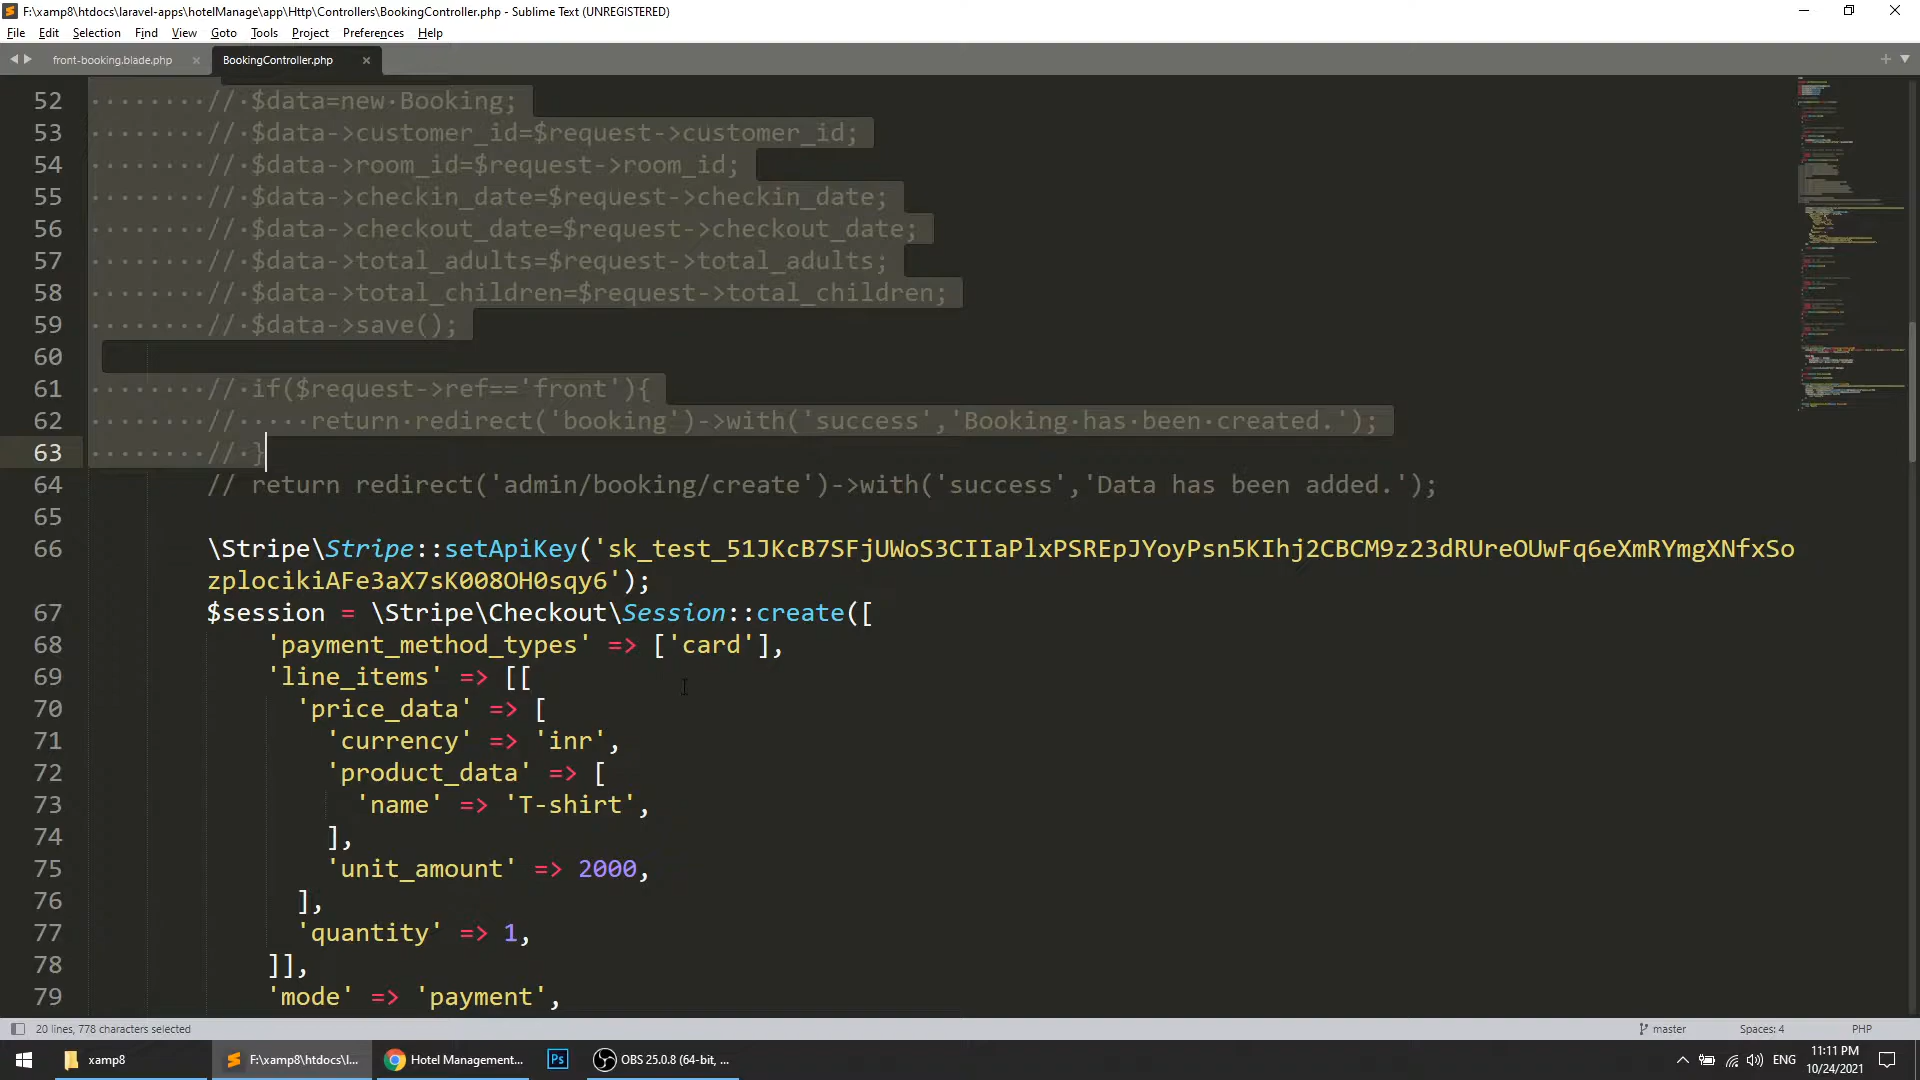 F:\xamp8\htdocs\laravel-apps\hotelManage\app\Http\Controllers\BookingController.php - Sublime Text (UNREGISTERED)
File Edit Selection Find View Goto Tools Project Preferences Help
front-booking.blade.php × BookingController.php ×
52 // $data=new Booking;
53 // $data->customer_id=$request->customer_id;
54 // $data->room_id=$request->room_id;
55 // $data->checkin_date=$request->checkin_date;
56 // $data->checkout_date=$request->checkout_date;
57 // $data->total_adults=$request->total_adults;
58 // $data->total_children=$request->total_children;
59 // $data->save();
60
61 // if($request->ref=='front'){
62 //     return redirect('booking')->with('success','Booking has been created.');
63 // }
64 // return redirect('admin/booking/create')->with('success','Data has been added.');
65
66 \Stripe\Stripe::setApiKey('sk_test_51JKcB7SFjUWoS3CIIaPlxPSREpJYoyPsn5KIhj2CBCM9z23dRUreOUwFq6eXmRYmgXNfxSo
zplocikiAFe3aX7sK008OH0sqy6');
67 $session = \Stripe\Checkout\Session::create([
68 'payment_method_types' => ['card'],
69 'line_items' => [[
70 'price_data' => [
71 'currency' => 'inr',
72 'product_data' => [
73 'name' => 'T-shirt',
74 ],
75 'unit_amount' => 2000,
76 ],
77 'quantity' => 1,
78 ]],
79 'mode' => 'payment',
20 lines, 778 characters selected master Spaces: 4 PHP
xamp8 F:\xamp8\htdocs\l... Hotel Management... Ps OBS 25.0.8 (64-bit, ... ENG 11:11 PM
10/24/2021